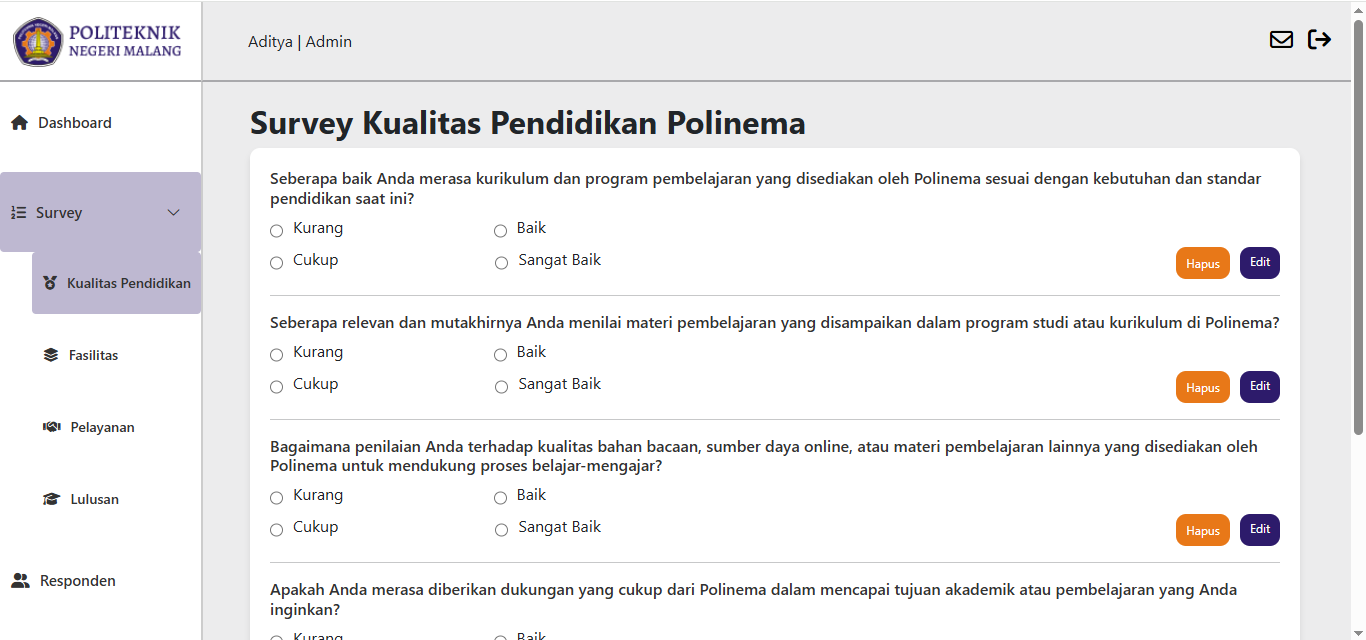 POLITEKNIK
NEGERI MALANG
Aditya | Admin
Dashboard
Survey
Kualitas Pendidikan
Fasilitas
Pelayanan
Lulusan
Responden
Survey Kualitas Pendidikan Polinema
Seberapa baik Anda merasa kurikulum dan program pembelajaran yang disediakan oleh Polinema sesuai dengan kebutuhan dan standar
pendidikan saat ini?
Kurang Baik
Cukup Sangat Baik Hapus Edit
Seberapa relevan dan mutakhirnya Anda menilai materi pembelajaran yang disampaikan dalam program studi atau kurikulum di Polinema?
Kurang Baik
Cukup Sangat Baik Hapus Edit
Bagaimana penilaian Anda terhadap kualitas bahan bacaan, sumber daya online, atau materi pembelajaran lainnya yang disediakan oleh
Polinema untuk mendukung proses belajar-mengajar?
Kurang Baik
Cukup Sangat Baik Hapus Edit
Apakah Anda merasa diberikan dukungan yang cukup dari Polinema dalam mencapai tujuan akademik atau pembelajaran yang Anda
inginkan?
Kurang Baik